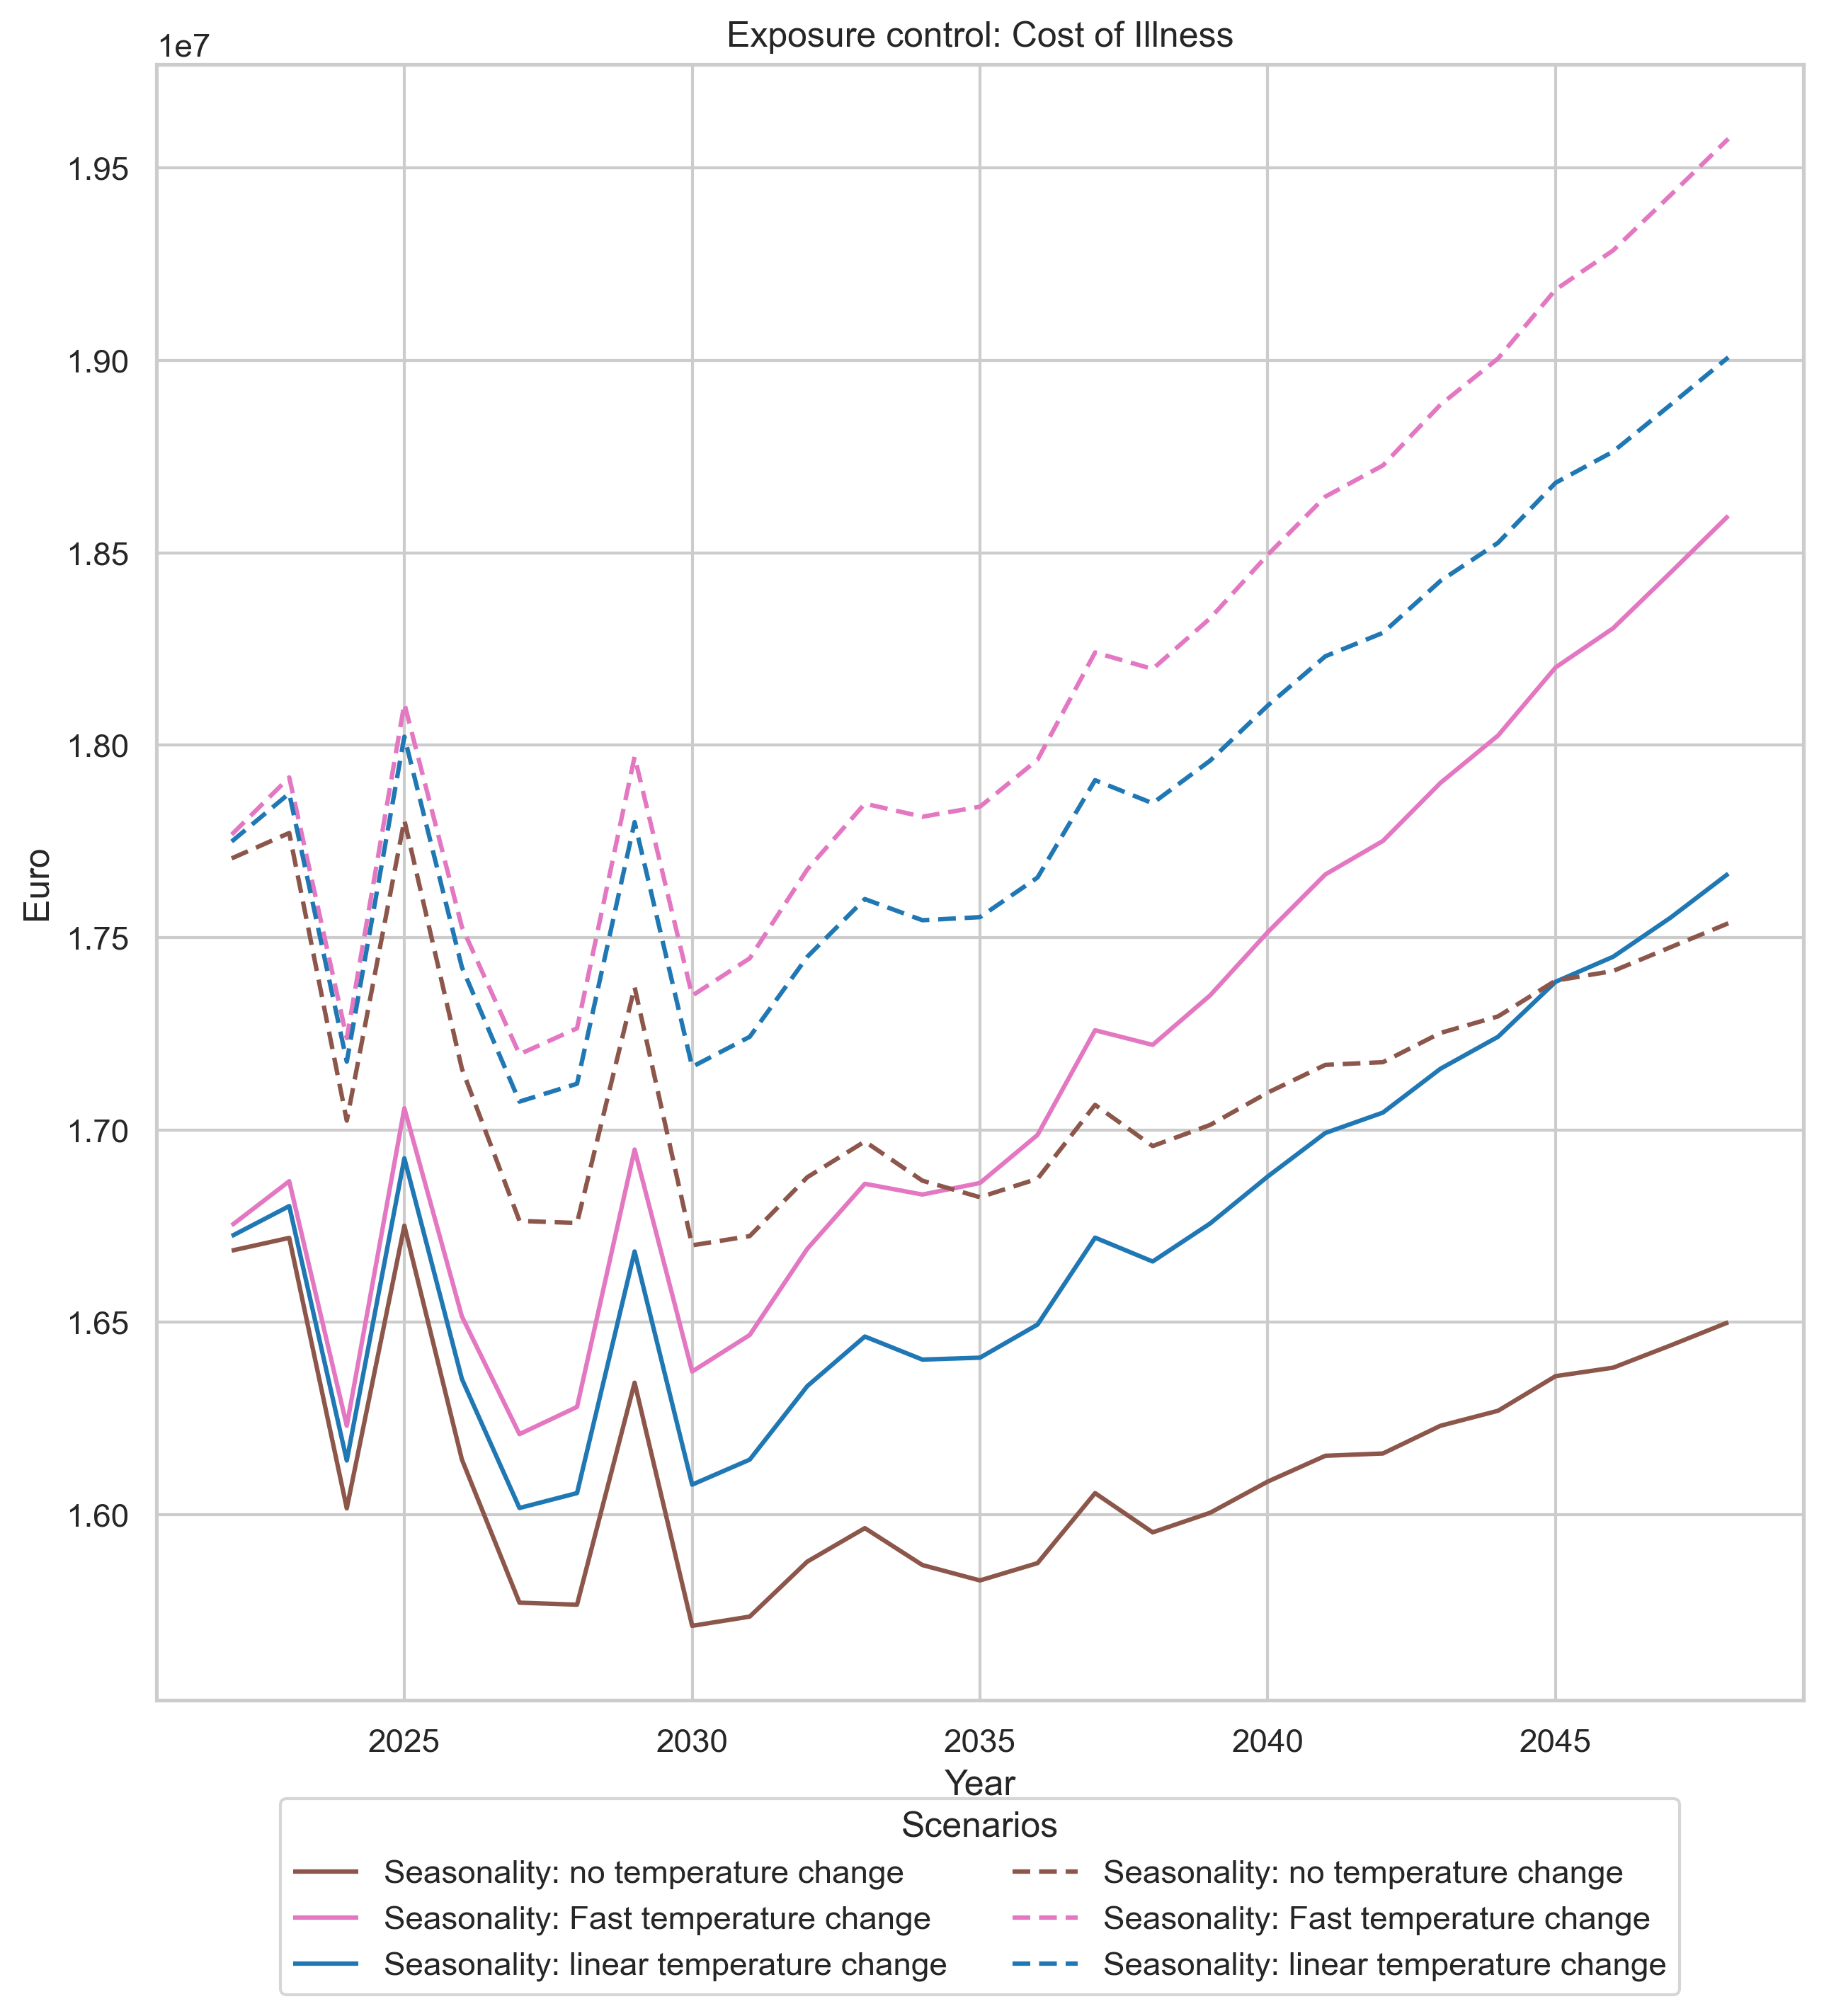 Exposure control: Cost of Illness
1e7
1.95
1.90
1.85
1.80
1.75
1.70
1.65
1.60
Euro
2025 2030 2035 2040 2045
Year
Scenarios
Seasonality: no temperature change Seasonality: no temperature change
Seasonality: Fast temperature change Seasonality: Fast temperature change
Seasonality: linear temperature change Seasonality: linear temperature change